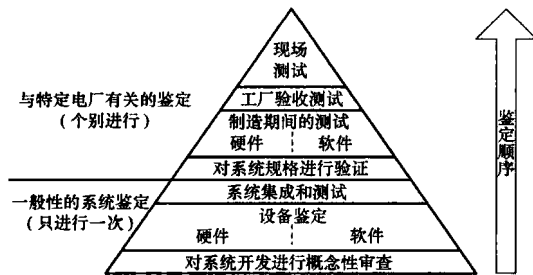 现场
测试
工厂验收测试
制造期间的测试
硬件 软件
对系统规格进行验证
系统集成和测试
设备鉴定
硬件 软件
对系统开发进行概念性审查
与特定电厂有关的鉴定
(个别进行)
一般性的系统鉴定
(只进行一次)
鉴定顺序